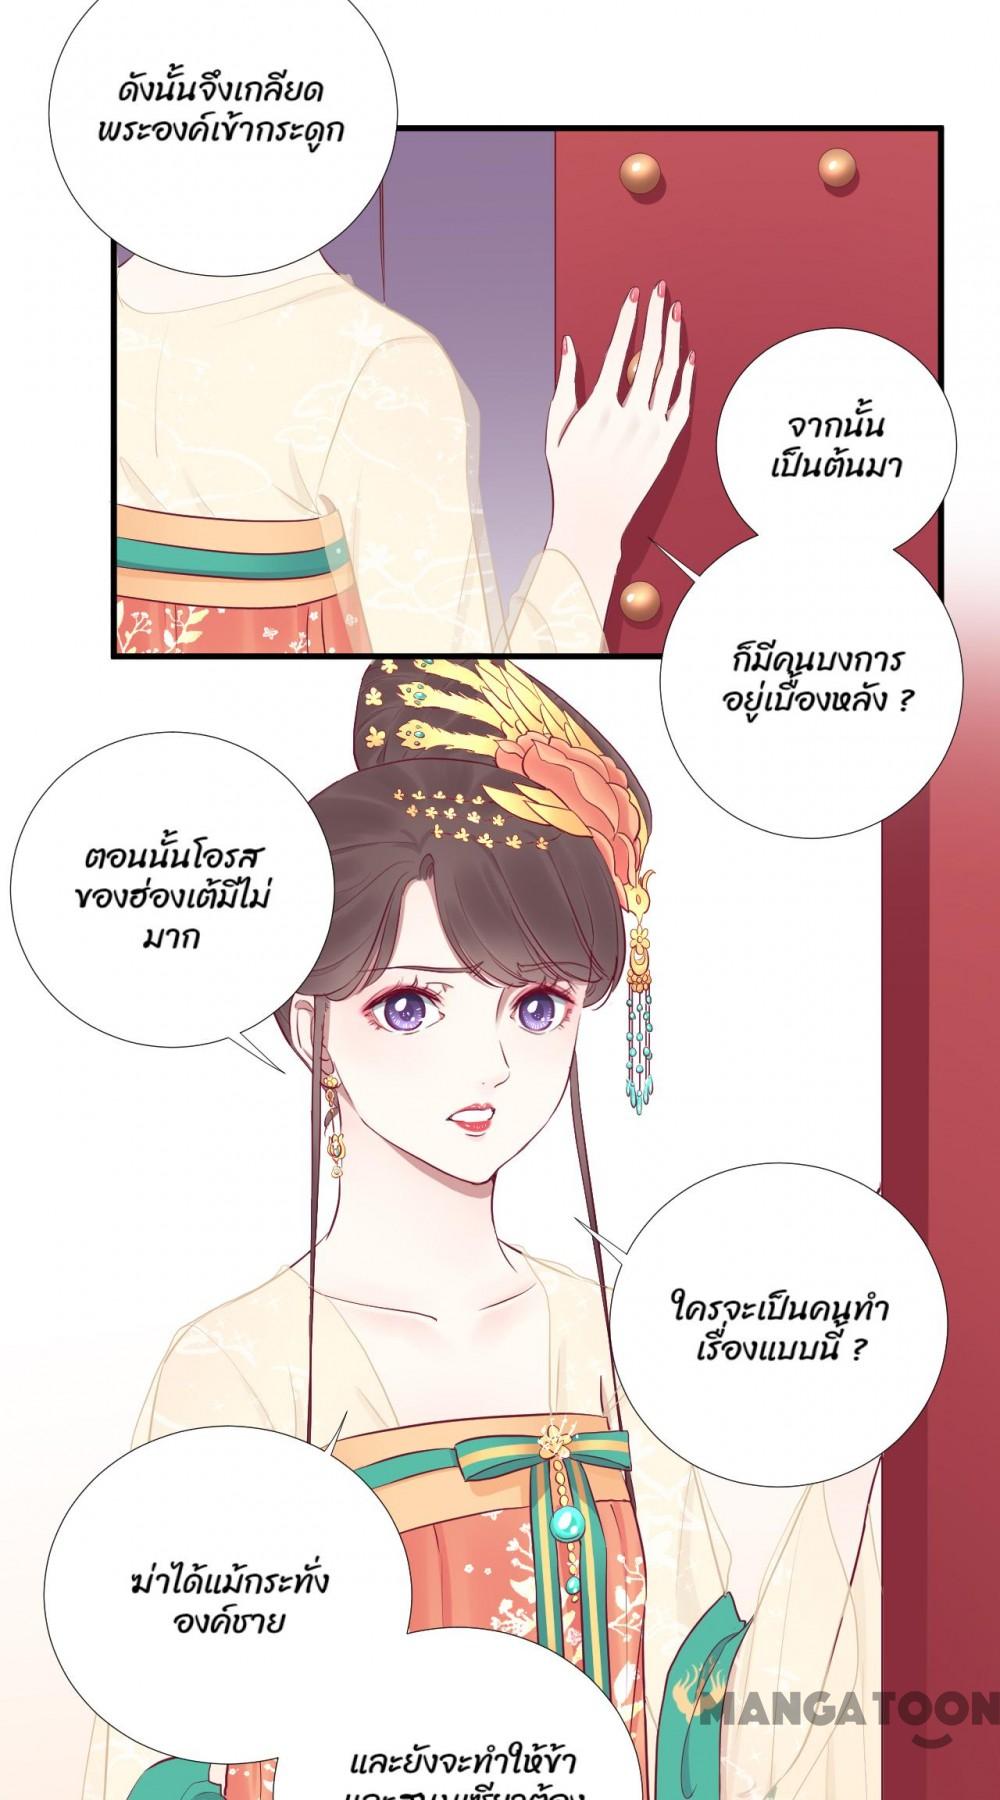 ดังนั้นจึงเกลียด
พระองค์เข้ากระดูก
จากนั้น
เป็นต้นมา
ก็มีคนบงการ
อยู่เบื้องหลัง ?
ตอนนั้นโอรส
ของฮ่องเต้มีไม่
มาก
ใครจะเป็นคนทำ
เรื่องแบบนี้ ?
ฆ่าได้แม้กระทั่ง
องค์ชาย
MANGATOON
และยังจะทำให้ข้า